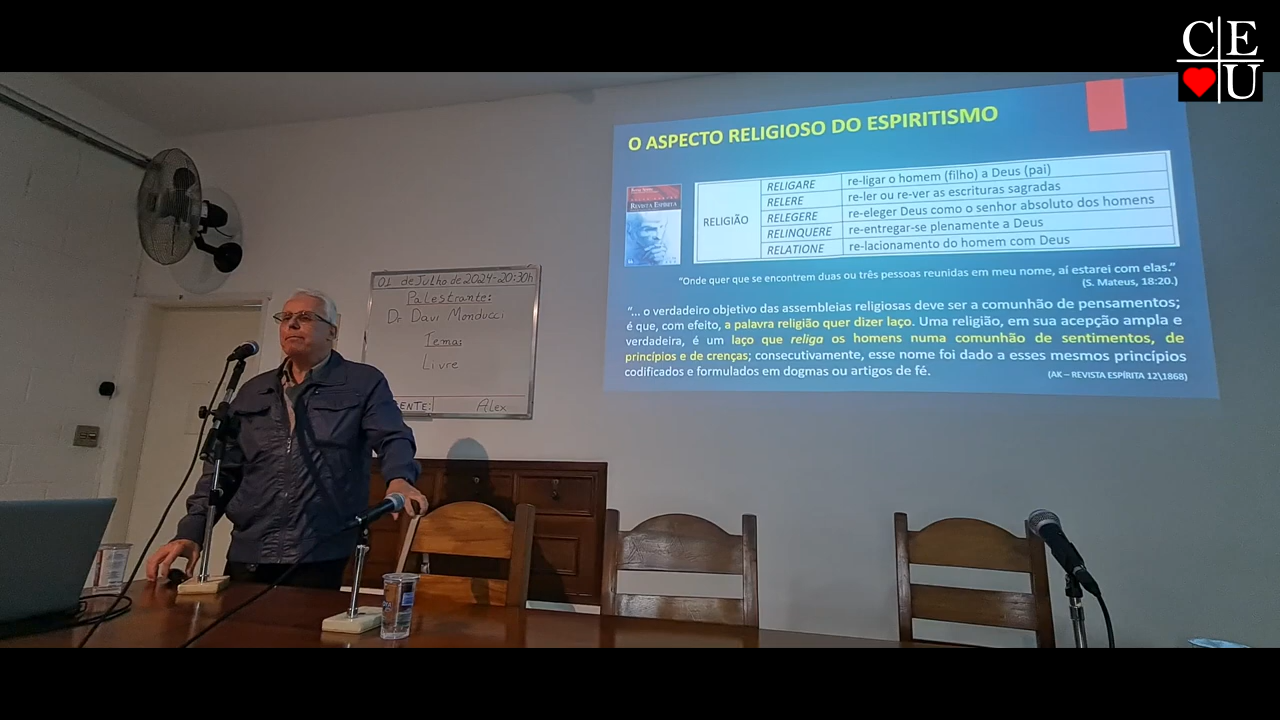 CE
U
O ASPECTO RELIGIOSO DO ESPIRITISMO
RELIGIÃO
RELIGARE re-ligar o homem (filho) a Deus (pai)
RELERE re-ler ou re-ver as escrituras sagradas
RELEGERE re-eleger Deus como o senhor absoluto dos homens
RELINQUERE re-entregar-se plenamente a Deus
RELATIONE re-lacionamento do homem com Deus
REVISTA ESPÍRITA
“Onde quer que se encontrem duas ou três pessoas reunidas em meu nome, aí estarei com elas.”
(S. Mateus, 18:20.)
“... o verdadeiro objetivo das assembleias religiosas deve ser a comunhão de pensamentos;
é que, com efeito, a palavra religião quer dizer laço. Uma religião, em sua acepção ampla e
verdadeira, é um laço que religa os homens numa comunhão de sentimentos, de
princípios e de crenças; consecutivamente, esse nome foi dado a esses mesmos princípios
codificados e formulados em dogmas ou artigos de fé.
(AK – REVISTA ESPÍRITA 12\1868)
01 de Julho de 2024-20:30h
Palestrante:
Dr Davi Monducci
Tema:
Livre
ENTE: Alex